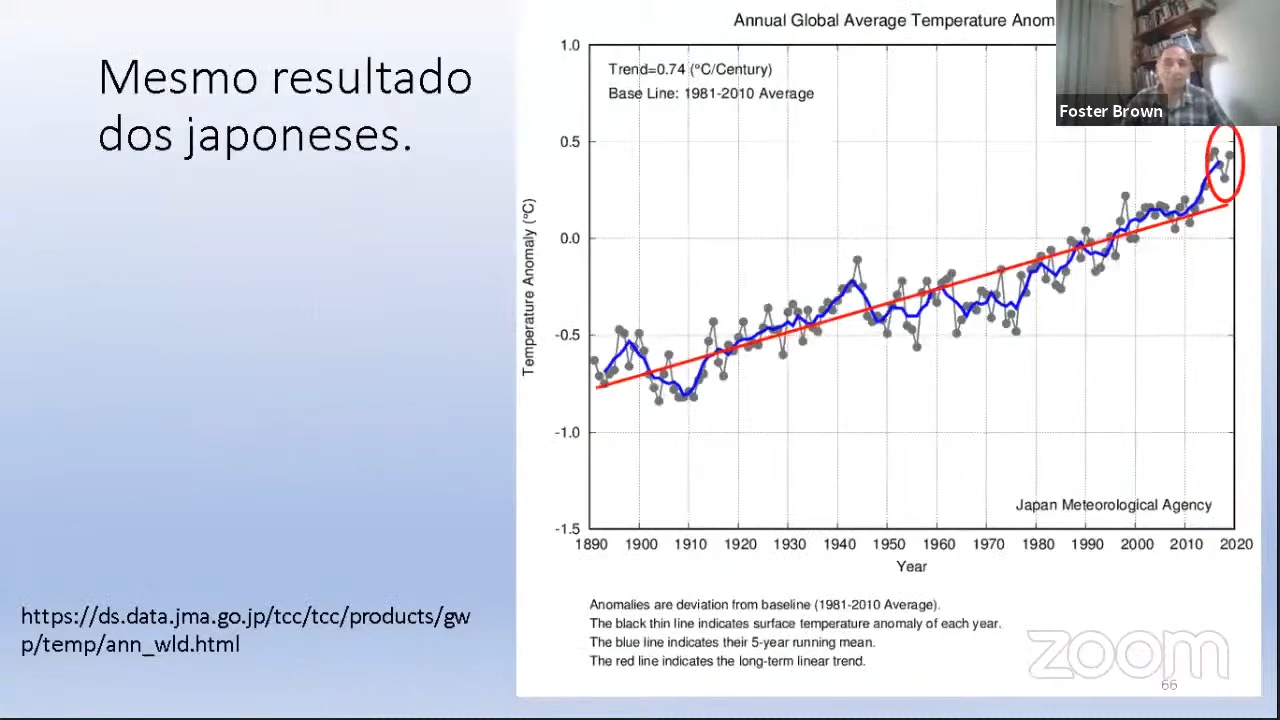 Mesmo resultado
dos japoneses.
https://ds.data.jma.go.jp/tcc/tcc/products/gw
p/temp/ann_wld.html
Annual Global Average Temperature Anom
Foster Brown
Trend=0.74 (°C/Century)
Base Line: 1981-2010 Average
Temperature Anomaly (°C)
1.0
0.5
0.0
-0.5
-1.0
-1.5
Japan Meteorological Agency
1890 1900 1910 1920 1930 1940 1950 1960 1970 1980 1990 2000 2010 2020
Year
Anomalies are deviation from baseline (1981-2010 Average).
The black thin line indicates surface temperature anomaly of each year.
The blue line indicates their 5-year running mean.
The red line indicates the long-term linear trend.
zoom
66